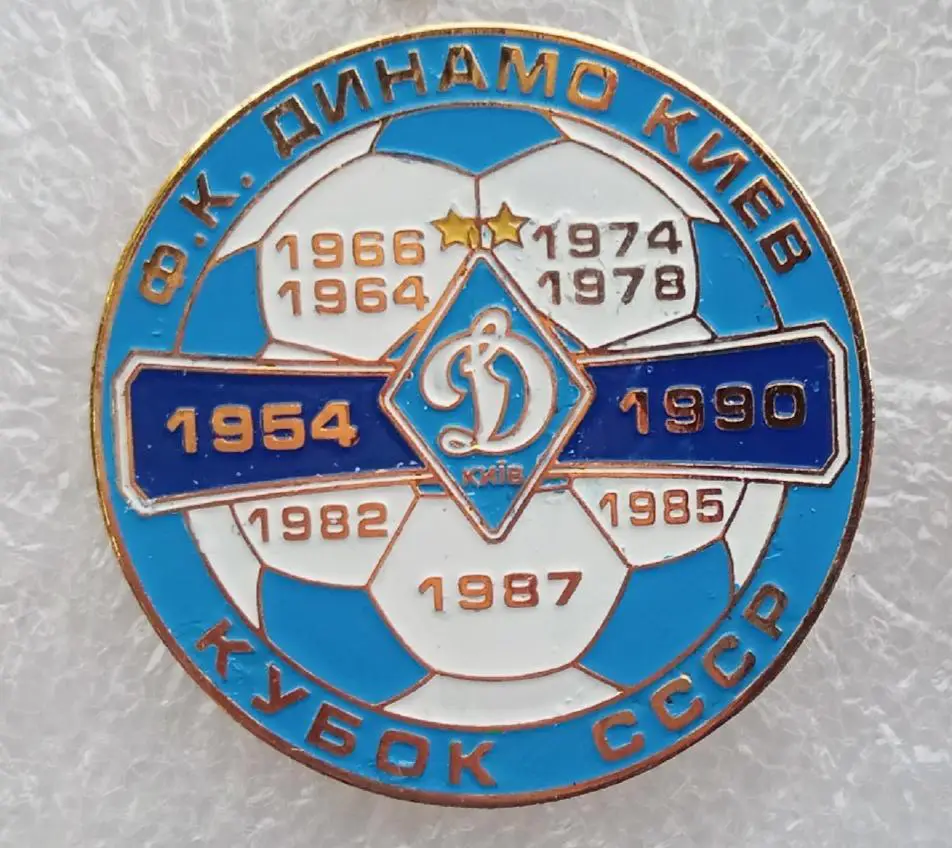 Ф.К. ДИНАМО КИЕВ
1966 1974
1964 1978
Д
1954 1990
КИЇВ
1982 1985
1987
КУБОК СССР